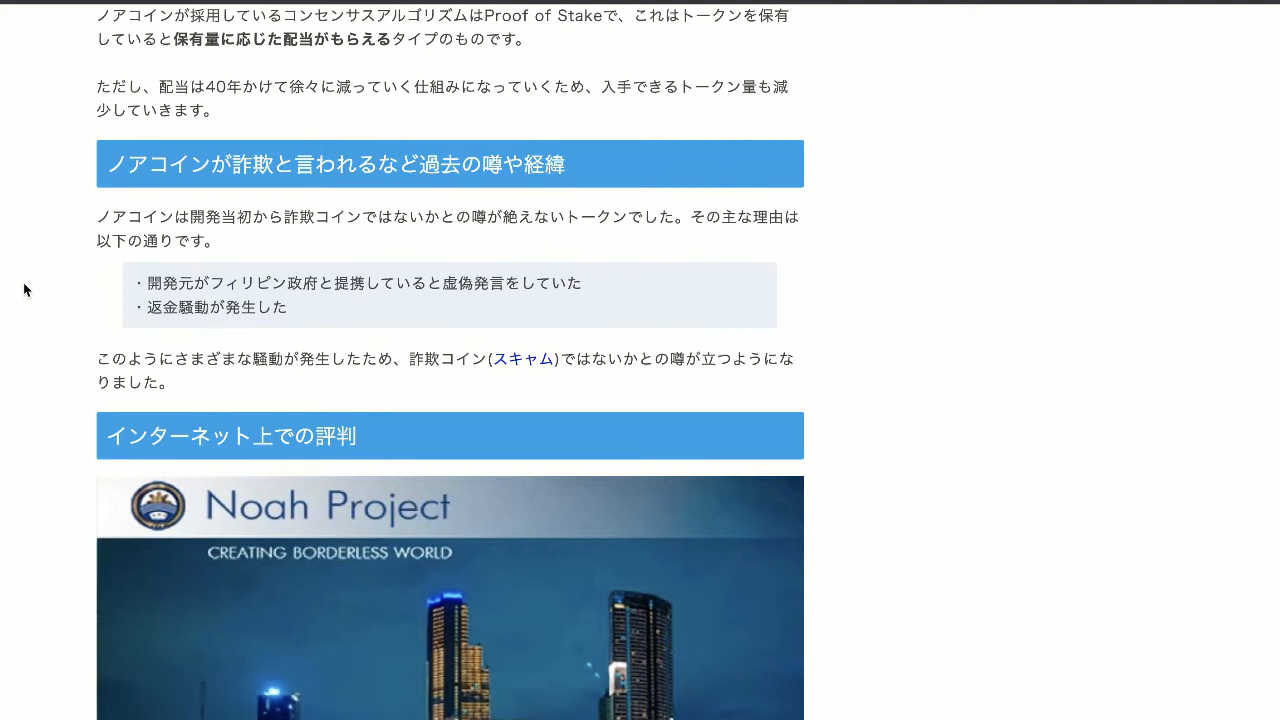 ノアコインが採用しているコンセンサスアルゴリズムはProof of Stakeで、これはトークンを保有
していると保有量に応じた配当がもらえるタイプのものです。
ただし、配当は40年かけて徐々に減っていく仕組みになっていくため、入手できるトークン量も減
少していきます。
ノアコインが詐欺と言われるなど過去の噂や経緯
ノアコインは開発当初から詐欺コインではないかとの噂が絶えないトークンでした。その主な理由は
以下の通りです。
・開発元がフィリピン政府と提携していると虚偽発言をしていた
・返金騒動が発生した
このようにさまざまな騒動が発生したため、詐欺コイン(スキャム)ではないかとの噂が立つようにな
りました。
インターネット上での評判
Noah Project
CREATING BORDERLESS WORLD